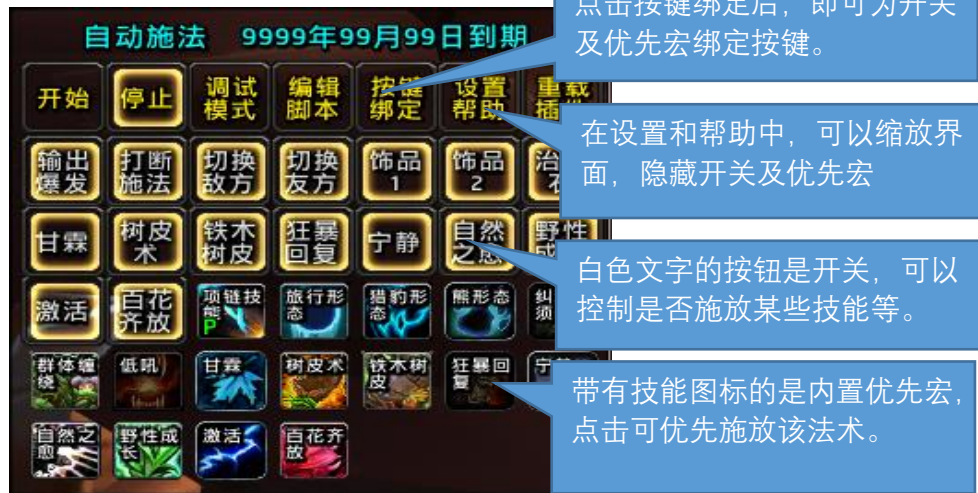 点击按键绑定后，即可为开关
及优先宏绑定按键。
自动施法 9999年99月99日到期
开始 停止 调试模式 编辑脚本 按键绑定 设置帮助 重载
在设置和帮助中，可以缩放界
面，隐藏开关及优先宏
输出爆发 打断施法 切换敌方 切换友方 饰品1 饰品2 治
甘霖 树皮术 铁木树皮 狂暴回复 宁静 自然之愈 野性成
白色文字的按钮是开关，可以
控制是否施放某些技能等。
激活 百花齐放 项链技能 P 旅行形态 猎豹形态 熊形态 纠须
群体缠绕 低吼 甘霖 树皮术 铁木树皮 狂暴回复 宁
带有技能图标的是内置优先宏，
点击可优先施放该法术。
自然之愈 野性成长 激活 百花齐放